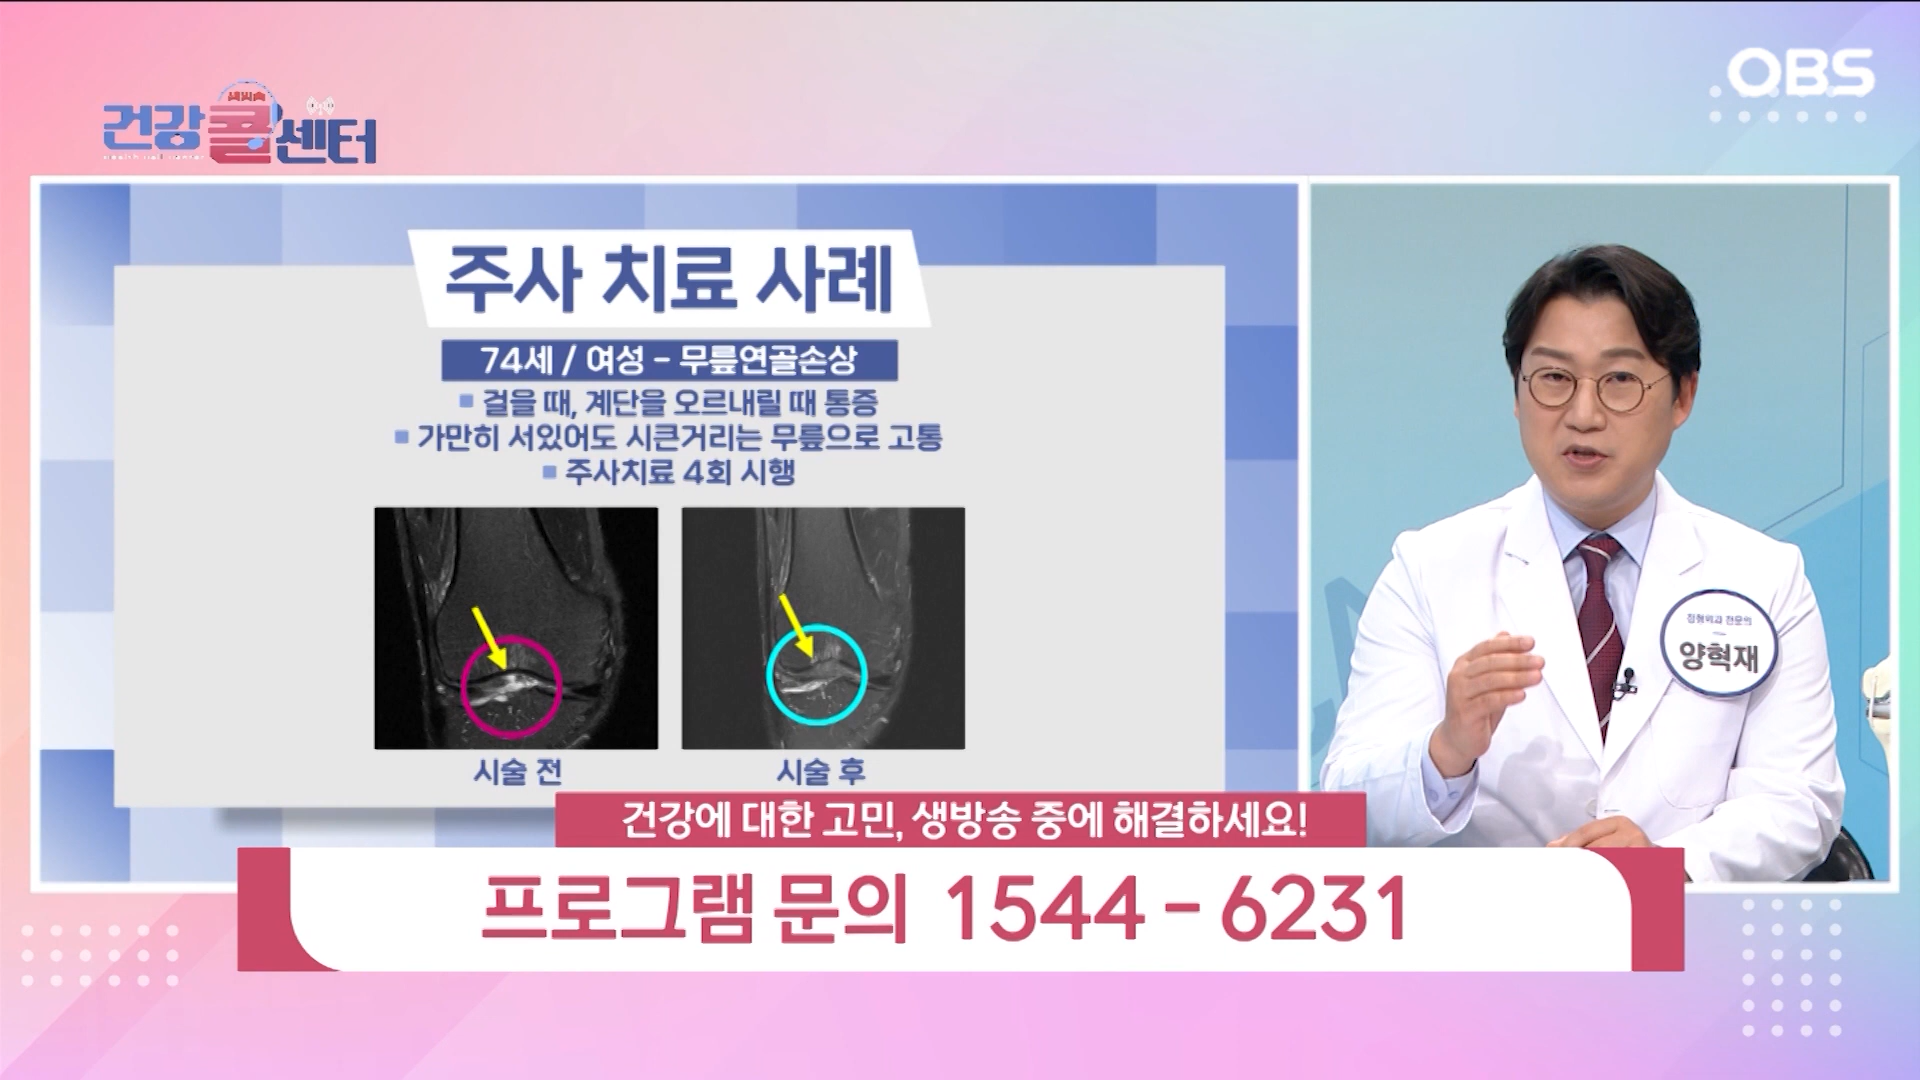 OBS
생방송
건강콜센터
주사 치료 사례
74세 / 여성 - 무릎연골손상
▪ 걸을 때, 계단을 오르내릴 때 통증
▪ 가만히 서있어도 시큰거리는 무릎으로 고통
▪ 주사치료 4회 시행
시술 전
시술 후
정형외과 전문의
양혁재
건강에 대한 고민, 생방송 중에 해결하세요!
프로그램 문의 1544 - 6231